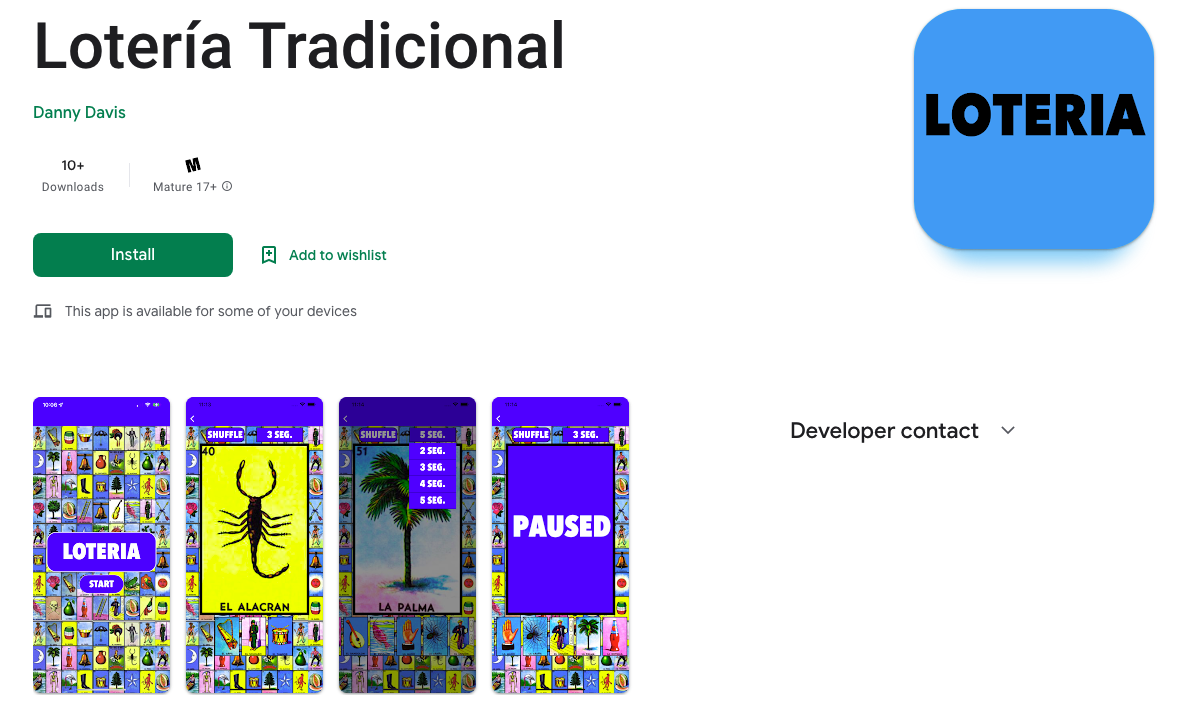 Lotería Tradicional
LOTERIA
Danny Davis
10+
Downloads
Mature 17+
Install
Add to wishlist
This app is available for some of your devices
10:06
LOTERIA
START
SHUFFLE
3 SEG.
40
EL ALACRAN
SHUFFLE
5 SEG.
2 SEG.
3 SEG.
4 SEG.
5 SEG.
51
LA PALMA
SHUFFLE
3 SEG.
PAUSED
Developer contact